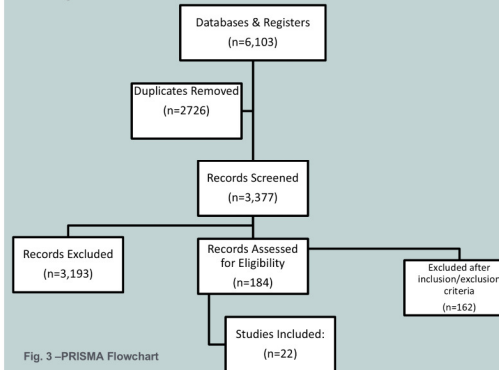 Databases & Registers
(n=6,103)
Duplicates Removed
(n=2726)
Records Screened
(n=3,377)
Records Excluded
(n=3,193)
Records Assessed
for Eligibility
(n=184)
Excluded after
inclusion/exclusion
criteria
(n=162)
Studies Included:
(n=22)
Fig. 3 –PRISMA Flowchart